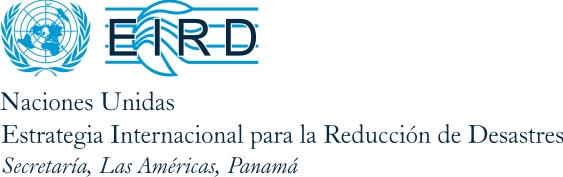 EIRD
Naciones Unidas
Estrategia Internacional para la Reducción de Desastres
Secretaría, Las Américas, Panamá